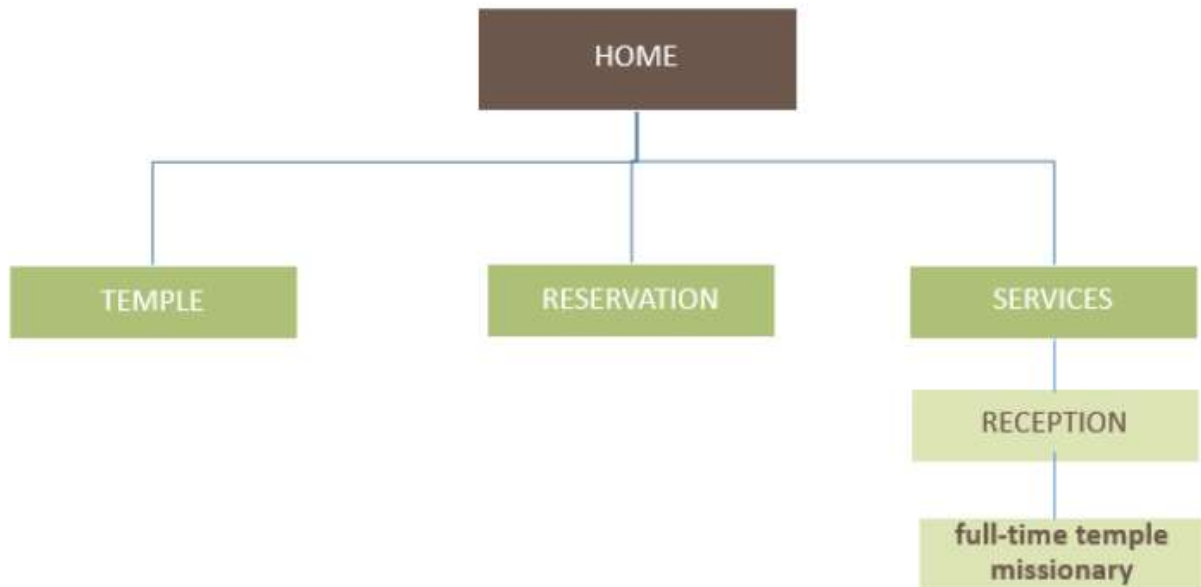 HOME
TEMPLE
RESERVATION
SERVICES
RECEPTION
full-time temple
missionary